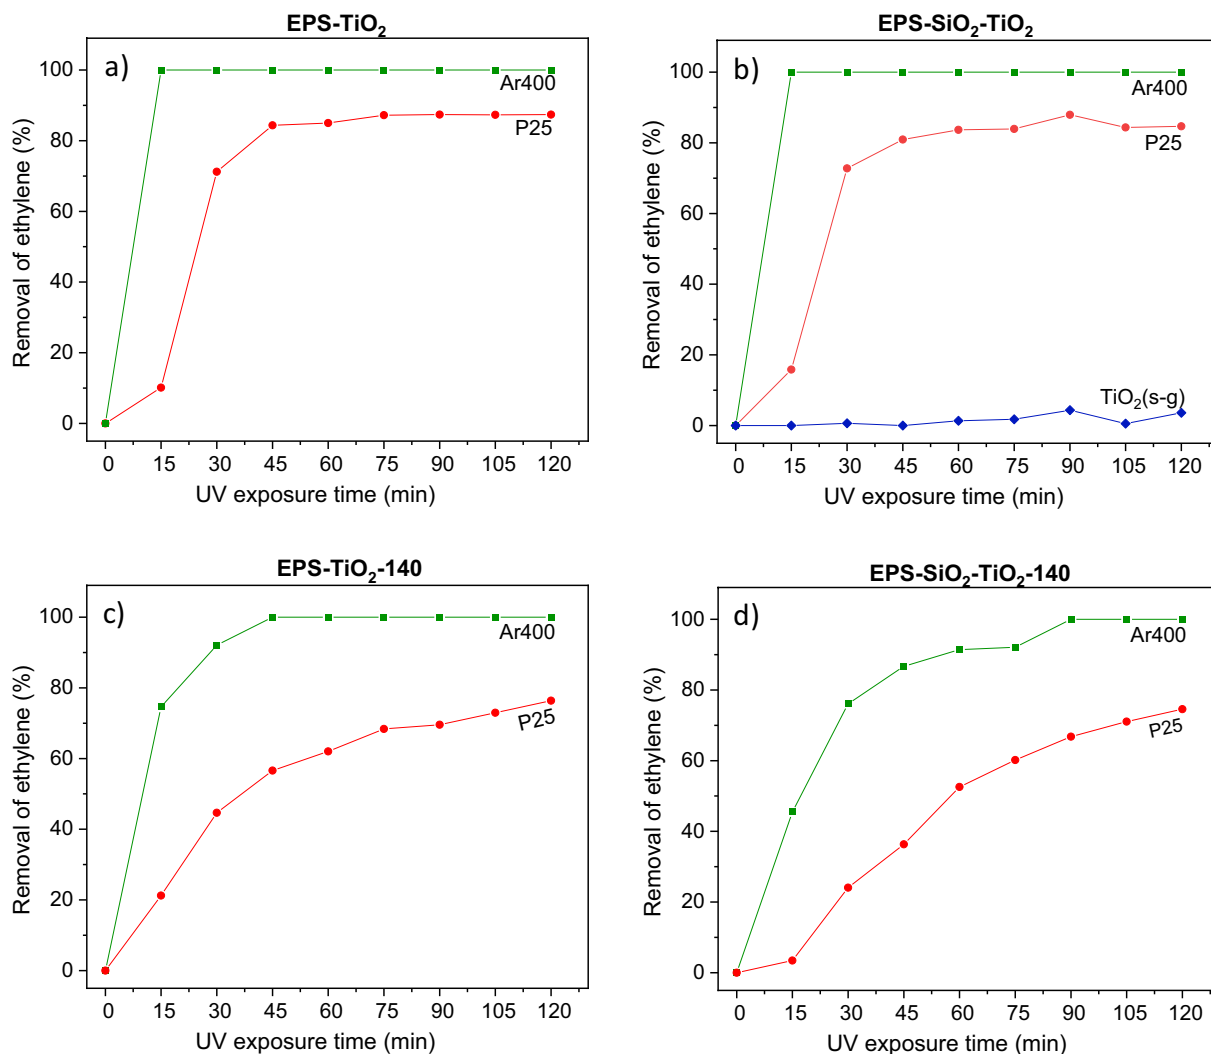 EPS-TiO₂
a)
Removal of ethylene (%)
100
80
60
40
20
0
Ar400
P25
0 15 30 45 60 75 90 105 120
UV exposure time (min)
EPS-SiO₂-TiO₂
b)
Removal of ethylene (%)
100
80
60
40
20
0
Ar400
P25
TiO₂(s-g)
0 15 30 45 60 75 90 105 120
UV exposure time (min)
EPS-TiO₂-140
c)
Removal of ethylene (%)
100
80
60
40
20
0
Ar400
P25
0 15 30 45 60 75 90 105 120
UV exposure time (min)
EPS-SiO₂-TiO₂-140
d)
Removal of ethylene (%)
100
80
60
40
20
0
Ar400
P25
0 15 30 45 60 75 90 105 120
UV exposure time (min)